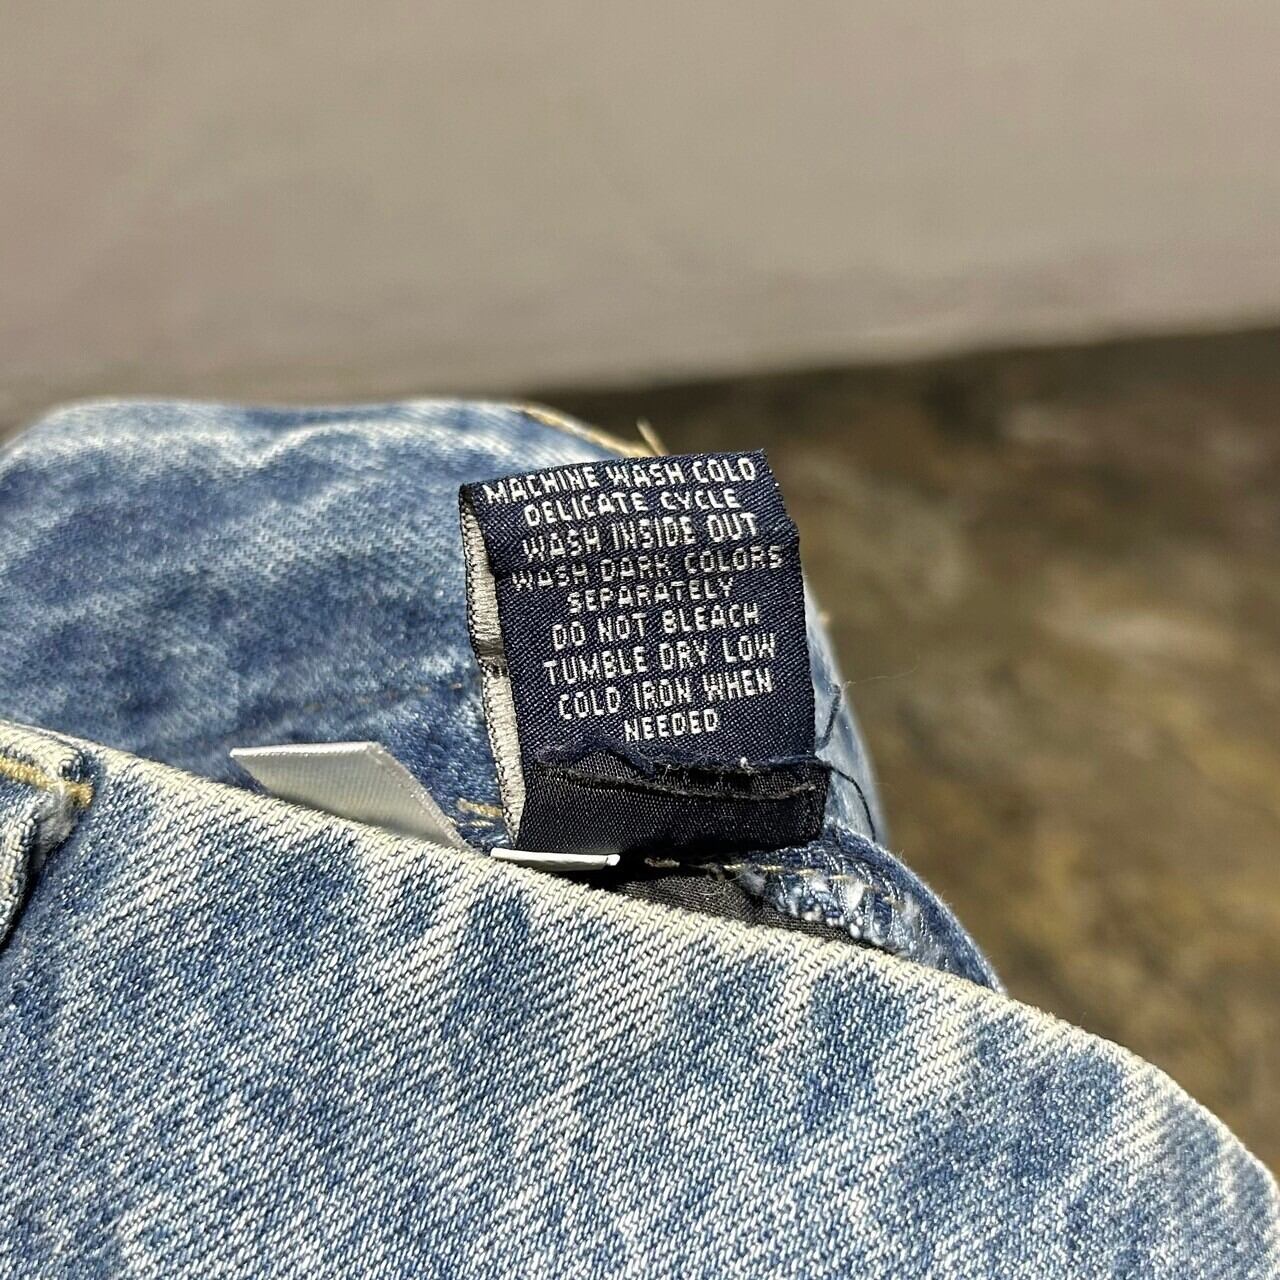 MACHINE WASH COLD
DELICATE CYCLE
WASH INSIDE OUT
WASH DARK COLORS
SEPARATELY
DO NOT BLEACH
TUMBLE DRY LOW
COLD IRON WHEN
NEEDED